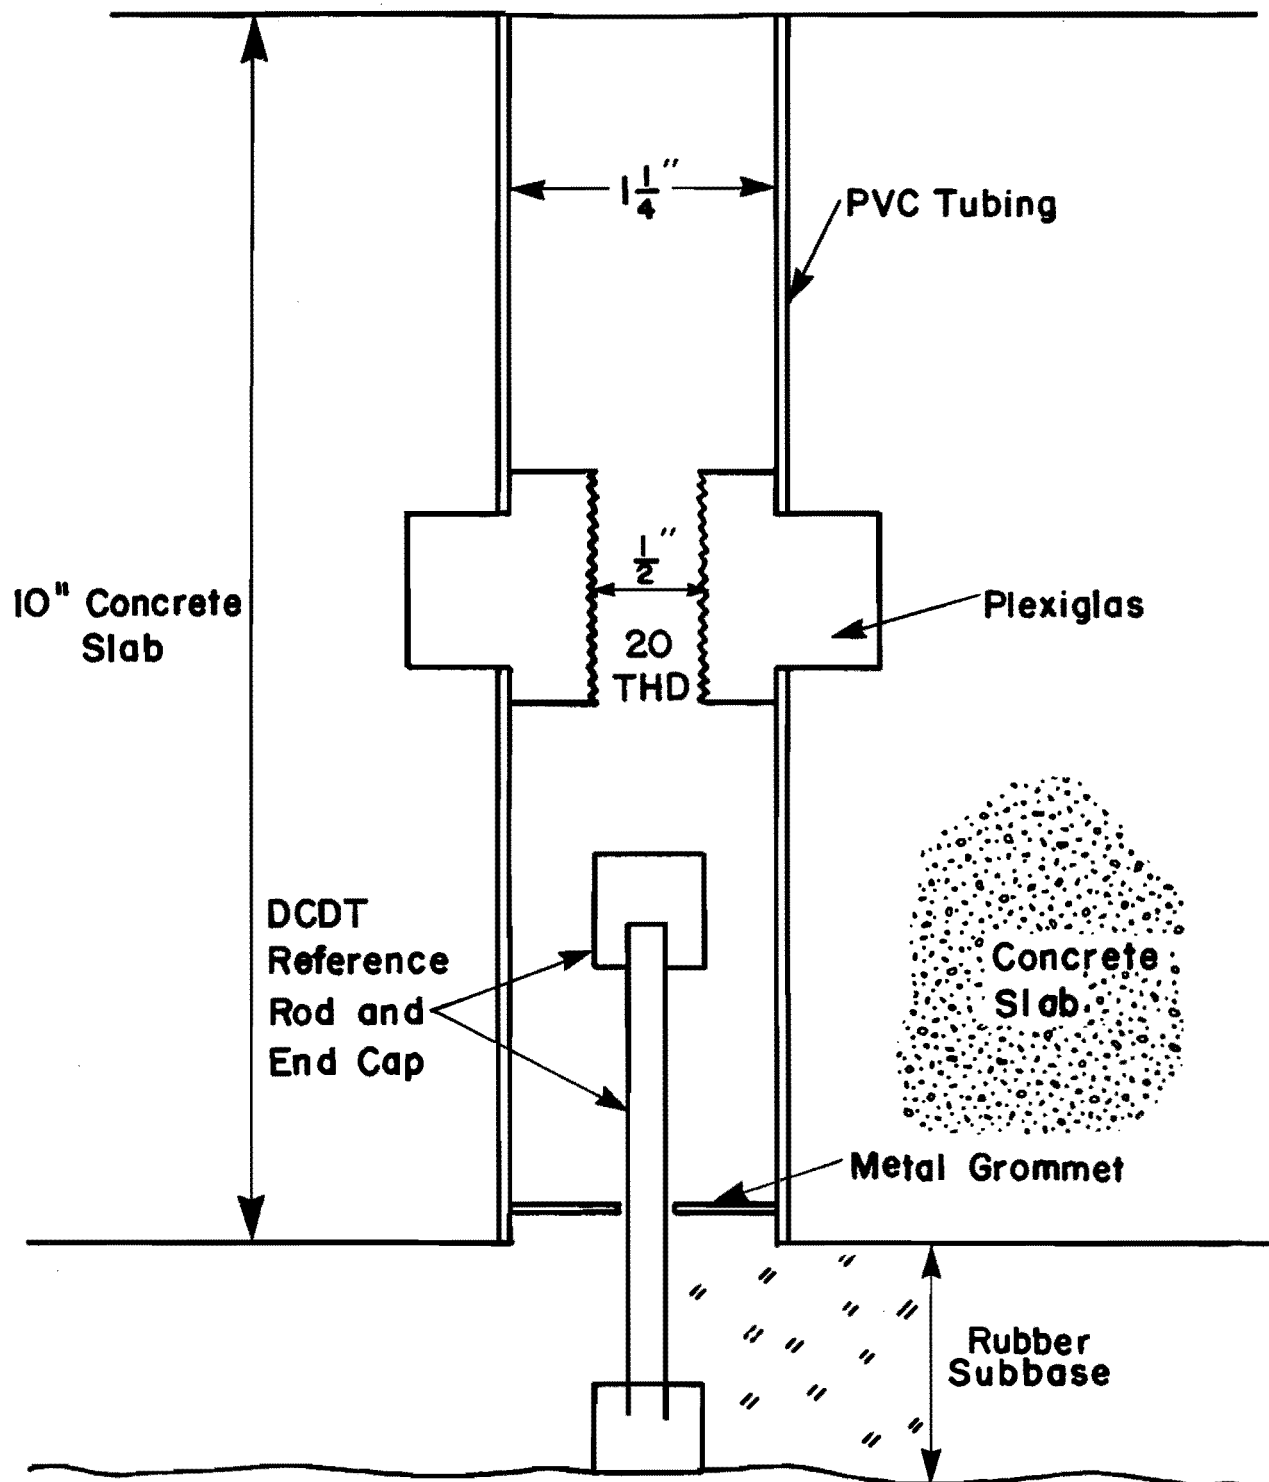 1 1/4"
PVC Tubing
1/2"
10" Concrete
Slab
Plexiglas
20
THD
DCDT
Reference
Rod and
End Cap
Concrete
Slab
Metal Grommet
Rubber
Subbase